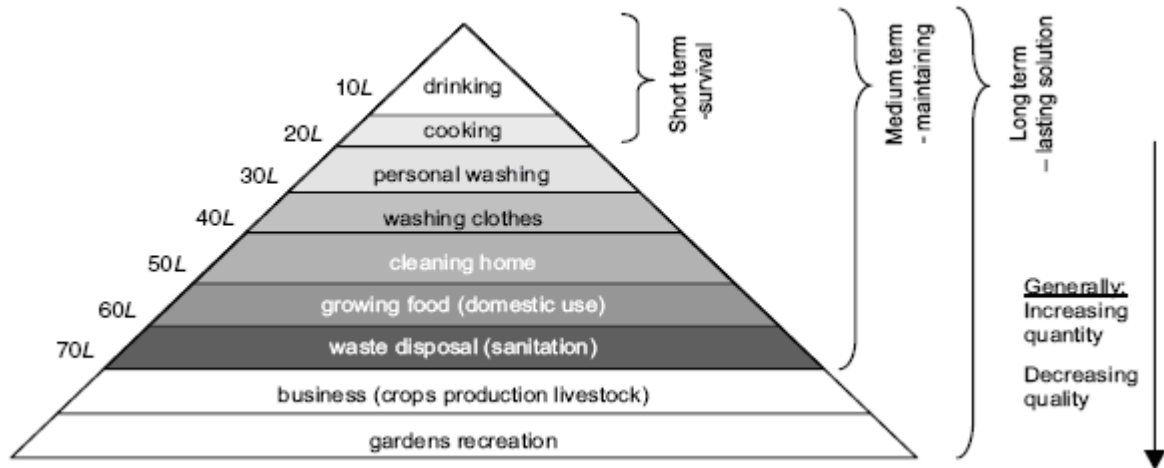 10L
drinking
20L
cooking
30L
personal washing
40L
washing clothes
50L
cleaning home
60L
growing food (domestic use)
70L
waste disposal (sanitation)
business (crops production livestock)
gardens recreation
Short term
-survival
Medium term
- maintaining
Long term
– lasting solution
Generally:
Increasing
quantity
Decreasing
quality